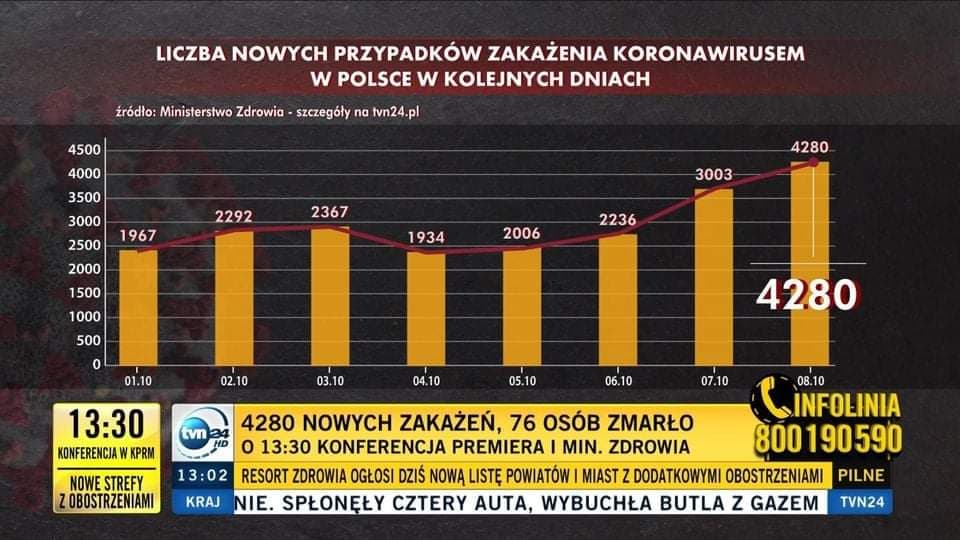 LICZBA NOWYCH PRZYPADKÓW ZAKAŻENIA KORONAWIRUSEM
W POLSCE W KOLEJNYCH DNIACH
źródło: Ministerstwo Zdrowia - szczegóły na tvn24.pl
4500
4000
3500
3000
2500
2000
1500
1000
500
0
1967
2292
2367
1934
2006
2236
3003
4280
4280
01.10
02.10
03.10
04.10
05.10
06.10
07.10
08.10
INFOLINIA
800 190 590
13:30
KONFERENCJA W KPRM
NOWE STREFY
Z OBOSTRZENIAMI
tvn24 HD
4280 NOWYCH ZAKAŻEŃ, 76 OSÓB ZMARŁO
O 13:30 KONFERENCJA PREMIERA I MIN. ZDROWIA
13:02
RESORT ZDROWIA OGŁOSI DZIŚ NOWĄ LISTĘ POWIATÓW I MIAST Z DODATKOWYMI OBOSTRZENIAMI
PILNE
KRAJ
NIE. SPŁONĘŁY CZTERY AUTA, WYBUCHŁA BUTLA Z GAZEM
TVN24